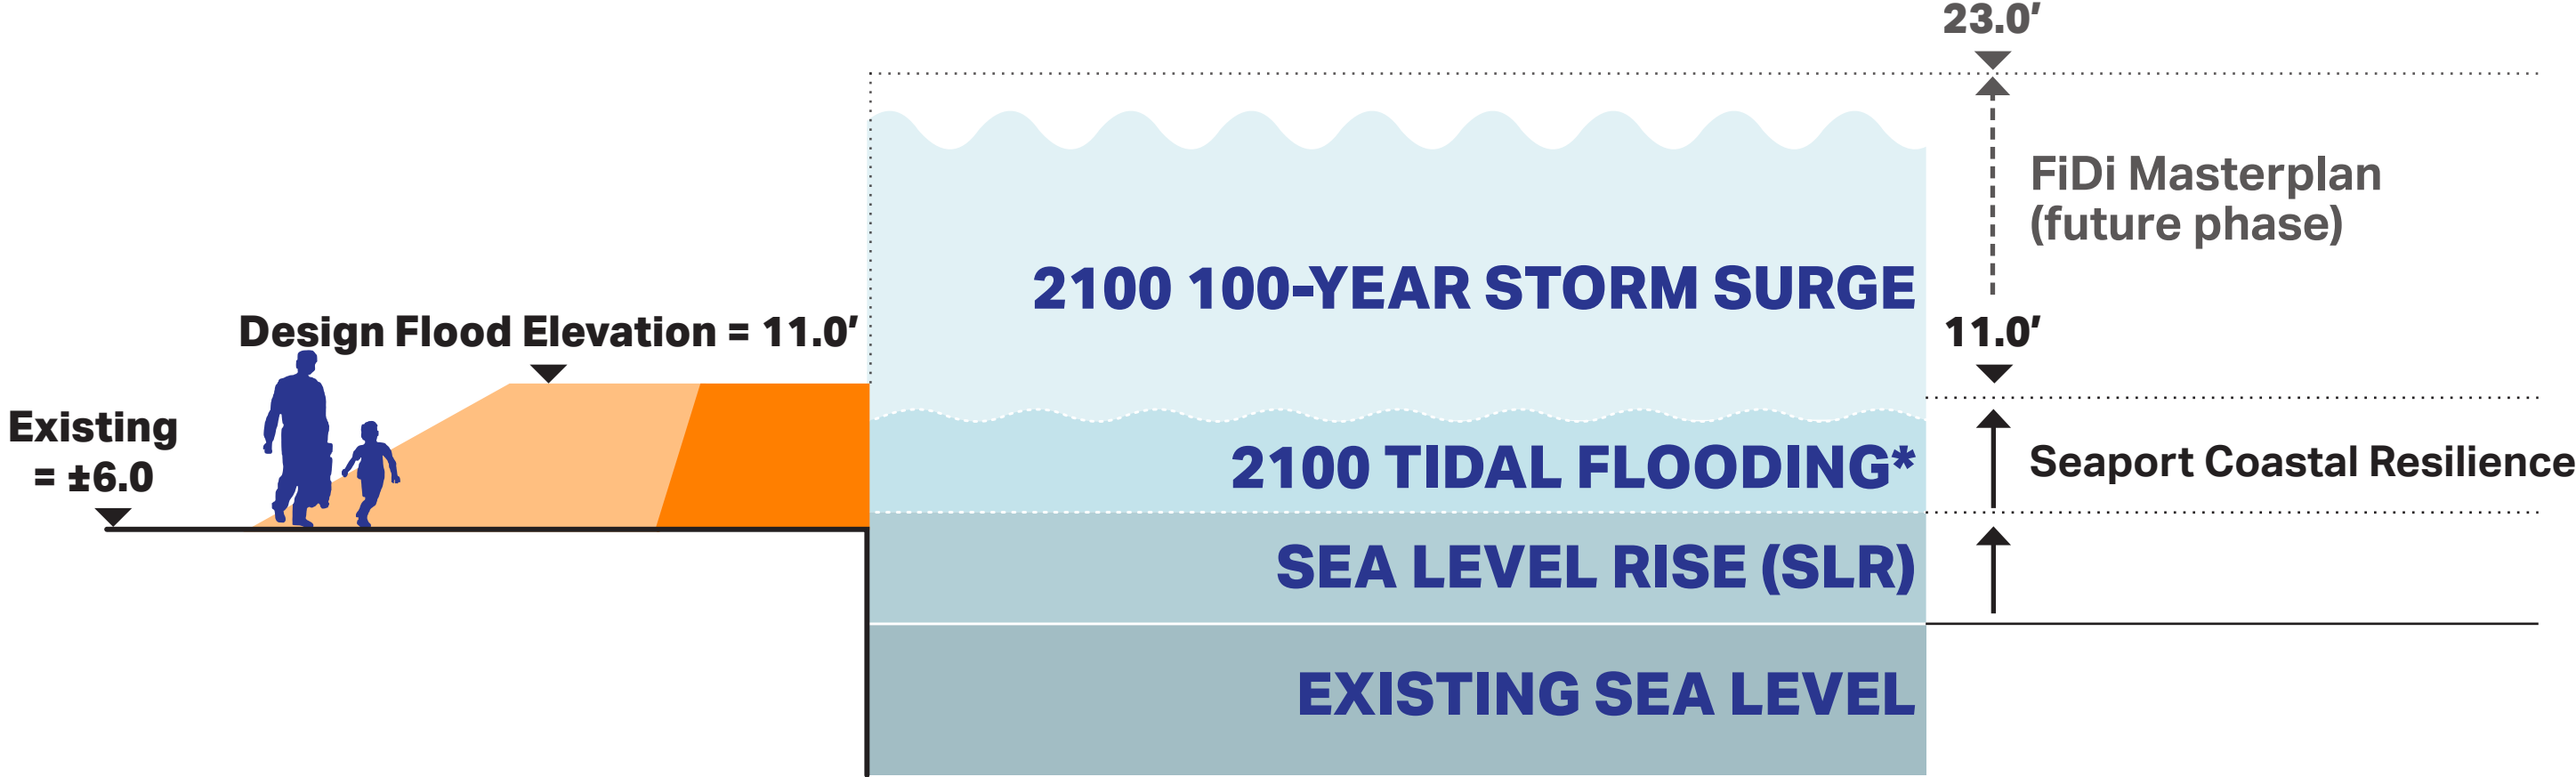 23.0′
FiDi Masterplan
(future phase)
2100 100-YEAR STORM SURGE
Design Flood Elevation = 11.0′
11.0′
Existing
= ±6.0
2100 TIDAL FLOODING*
Seaport Coastal Resilience
SEA LEVEL RISE (SLR)
EXISTING SEA LEVEL